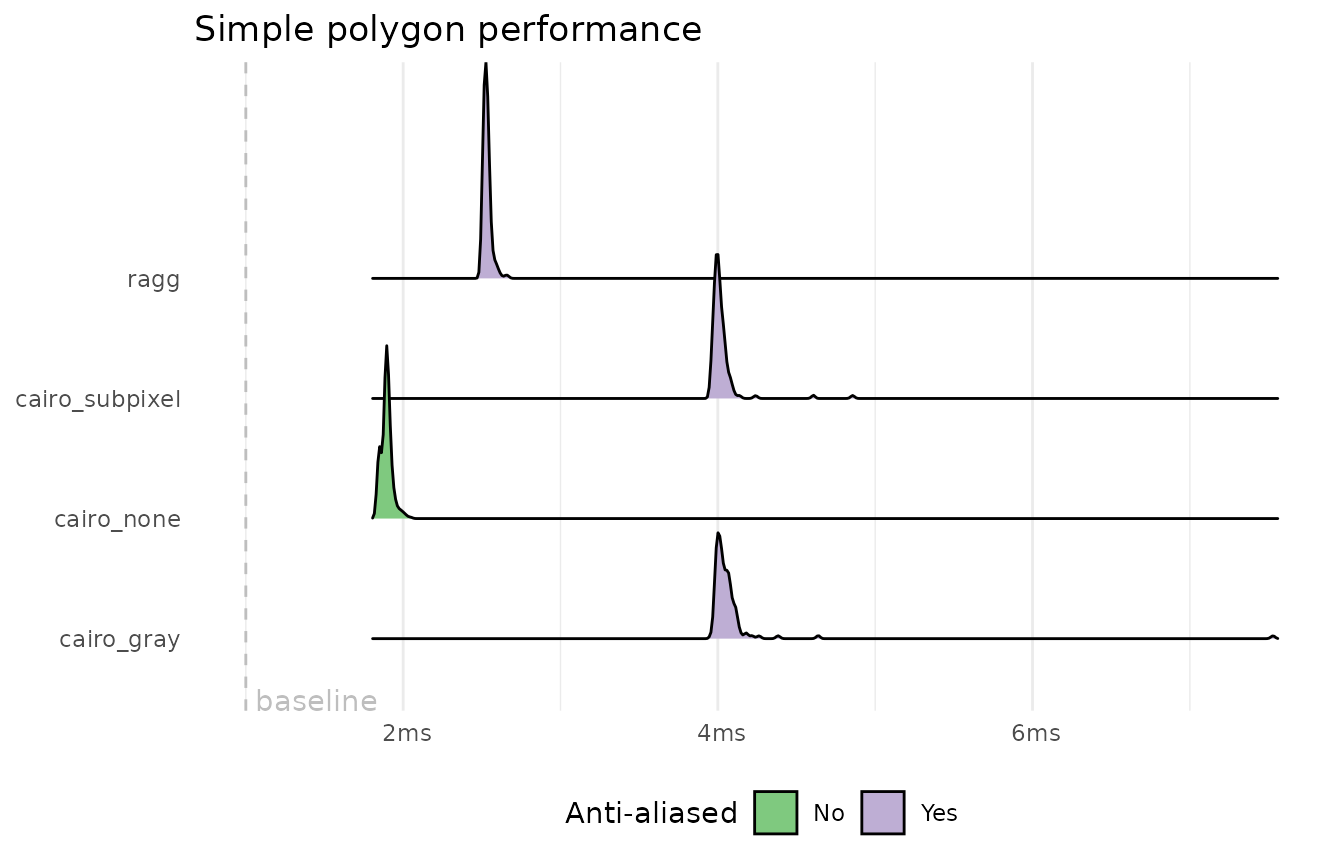 Simple polygon performance
ragg
cairo_subpixel
cairo_none
cairo_gray
baseline
2ms 4ms 6ms
Anti-aliased No Yes